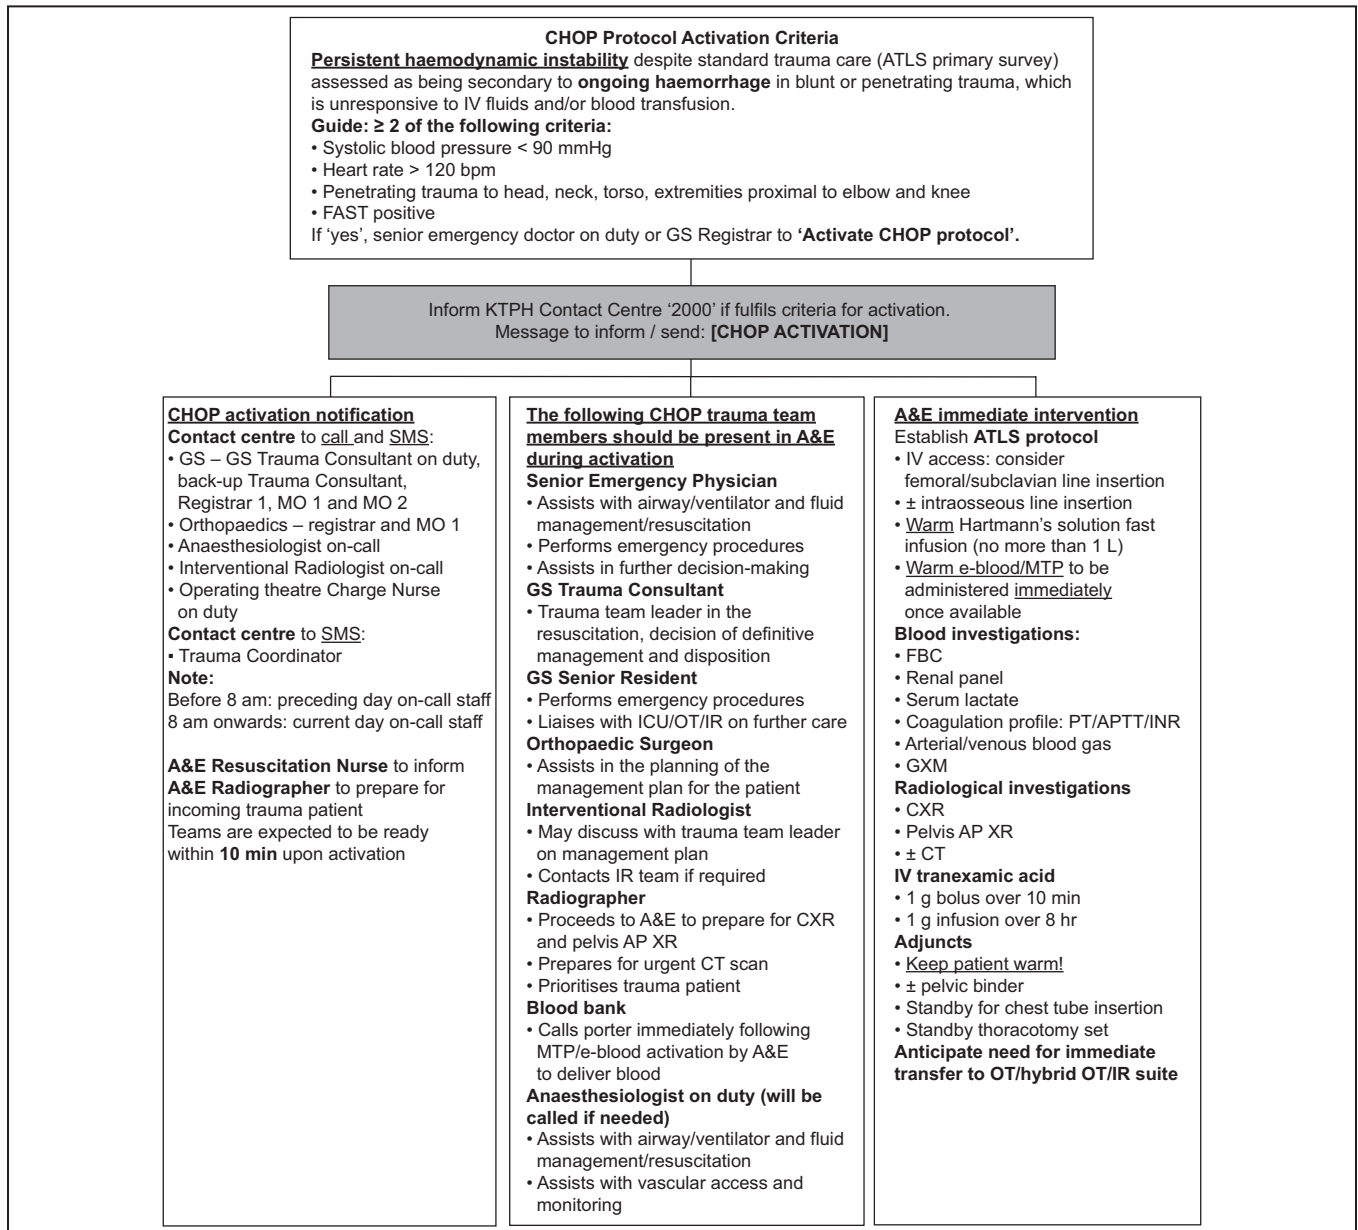 CHOP Protocol Activation Criteria
Persistent haemodynamic instability despite standard trauma care (ATLS primary survey)
assessed as being secondary to ongoing haemorrhage in blunt or penetrating trauma, which
is unresponsive to IV fluids and/or blood transfusion.
Guide: ≥ 2 of the following criteria:
• Systolic blood pressure < 90 mmHg
• Heart rate > 120 bpm
• Penetrating trauma to head, neck, torso, extremities proximal to elbow and knee
• FAST positive
If ‘yes’, senior emergency doctor on duty or GS Registrar to ‘Activate CHOP protocol’.
Inform KTPH Contact Centre ‘2000’ if fulfils criteria for activation.
Message to inform / send: [CHOP ACTIVATION]
CHOP activation notification
Contact centre to call and SMS:
• GS – GS Trauma Consultant on duty,
back-up Trauma Consultant,
Registrar 1, MO 1 and MO 2
• Orthopaedics – registrar and MO 1
• Anaesthesiologist on-call
• Interventional Radiologist on-call
• Operating theatre Charge Nurse
on duty
Contact centre to SMS:
▪ Trauma Coordinator
Note:
Before 8 am: preceding day on-call staff
8 am onwards: current day on-call staff
A&E Resuscitation Nurse to inform
A&E Radiographer to prepare for
incoming trauma patient
Teams are expected to be ready
within 10 min upon activation
The following CHOP trauma team
members should be present in A&E
during activation
Senior Emergency Physician
• Assists with airway/ventilator and fluid
management/resuscitation
• Performs emergency procedures
• Assists in further decision-making
GS Trauma Consultant
• Trauma team leader in the
resuscitation, decision of definitive
management and disposition
GS Senior Resident
• Performs emergency procedures
• Liaises with ICU/OT/IR on further care
Orthopaedic Surgeon
• Assists in the planning of the
management plan for the patient
Interventional Radiologist
• May discuss with trauma team leader
on management plan
• Contacts IR team if required
Radiographer
• Proceeds to A&E to prepare for CXR
and pelvis AP XR
• Prepares for urgent CT scan
• Prioritises trauma patient
Blood bank
• Calls porter immediately following
MTP/e-blood activation by A&E
to deliver blood
Anaesthesiologist on duty (will be
called if needed)
• Assists with airway/ventilator and fluid
management/resuscitation
• Assists with vascular access and
monitoring
A&E immediate intervention
Establish ATLS protocol
• IV access: consider
femoral/subclavian line insertion
• ± intraosseous line insertion
• Warm Hartmann’s solution fast
infusion (no more than 1 L)
• Warm e-blood/MTP to be
administered immediately
once available
Blood investigations:
• FBC
• Renal panel
• Serum lactate
• Coagulation profile: PT/APTT/INR
• Arterial/venous blood gas
• GXM
Radiological investigations
• CXR
• Pelvis AP XR
• ± CT
IV tranexamic acid
• 1 g bolus over 10 min
• 1 g infusion over 8 hr
Adjuncts
• Keep patient warm!
• ± pelvic binder
• Standby for chest tube insertion
• Standby thoracotomy set
Anticipate need for immediate
transfer to OT/hybrid OT/IR suite